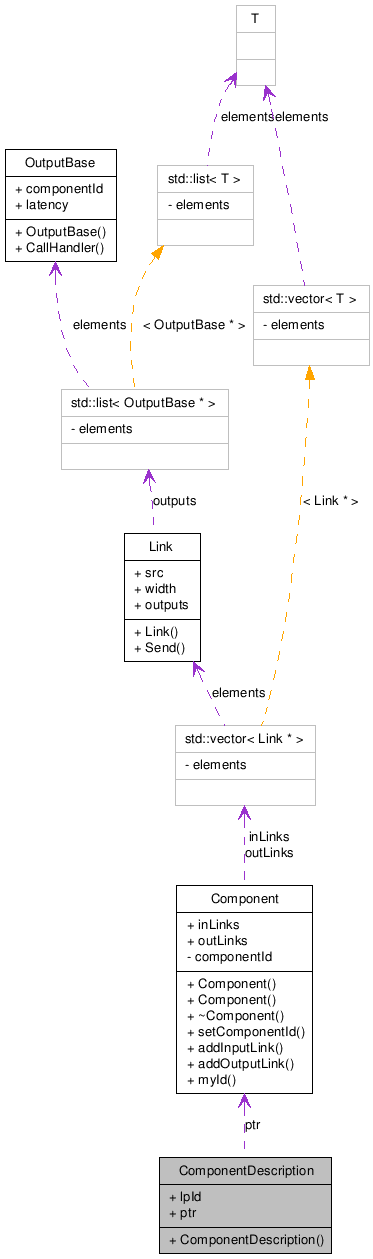 T
elements elements
OutputBase
+ componentId
+ latency
+ OutputBase()
+ CallHandler()
std::list< T >
- elements
std::vector< T >
- elements
elements
< OutputBase * >
std::list< OutputBase * >
- elements
outputs
< Link * >
Link
+ src
+ width
+ outputs
+ Link()
+ Send()
elements
std::vector< Link * >
- elements
inLinks
outLinks
Component
+ inLinks
+ outLinks
- componentId
+ Component()
+ Component()
+ ~Component()
+ setComponentId()
+ addInputLink()
+ addOutputLink()
+ myId()
ptr
ComponentDescription
+ lpId
+ ptr
+ ComponentDescription()